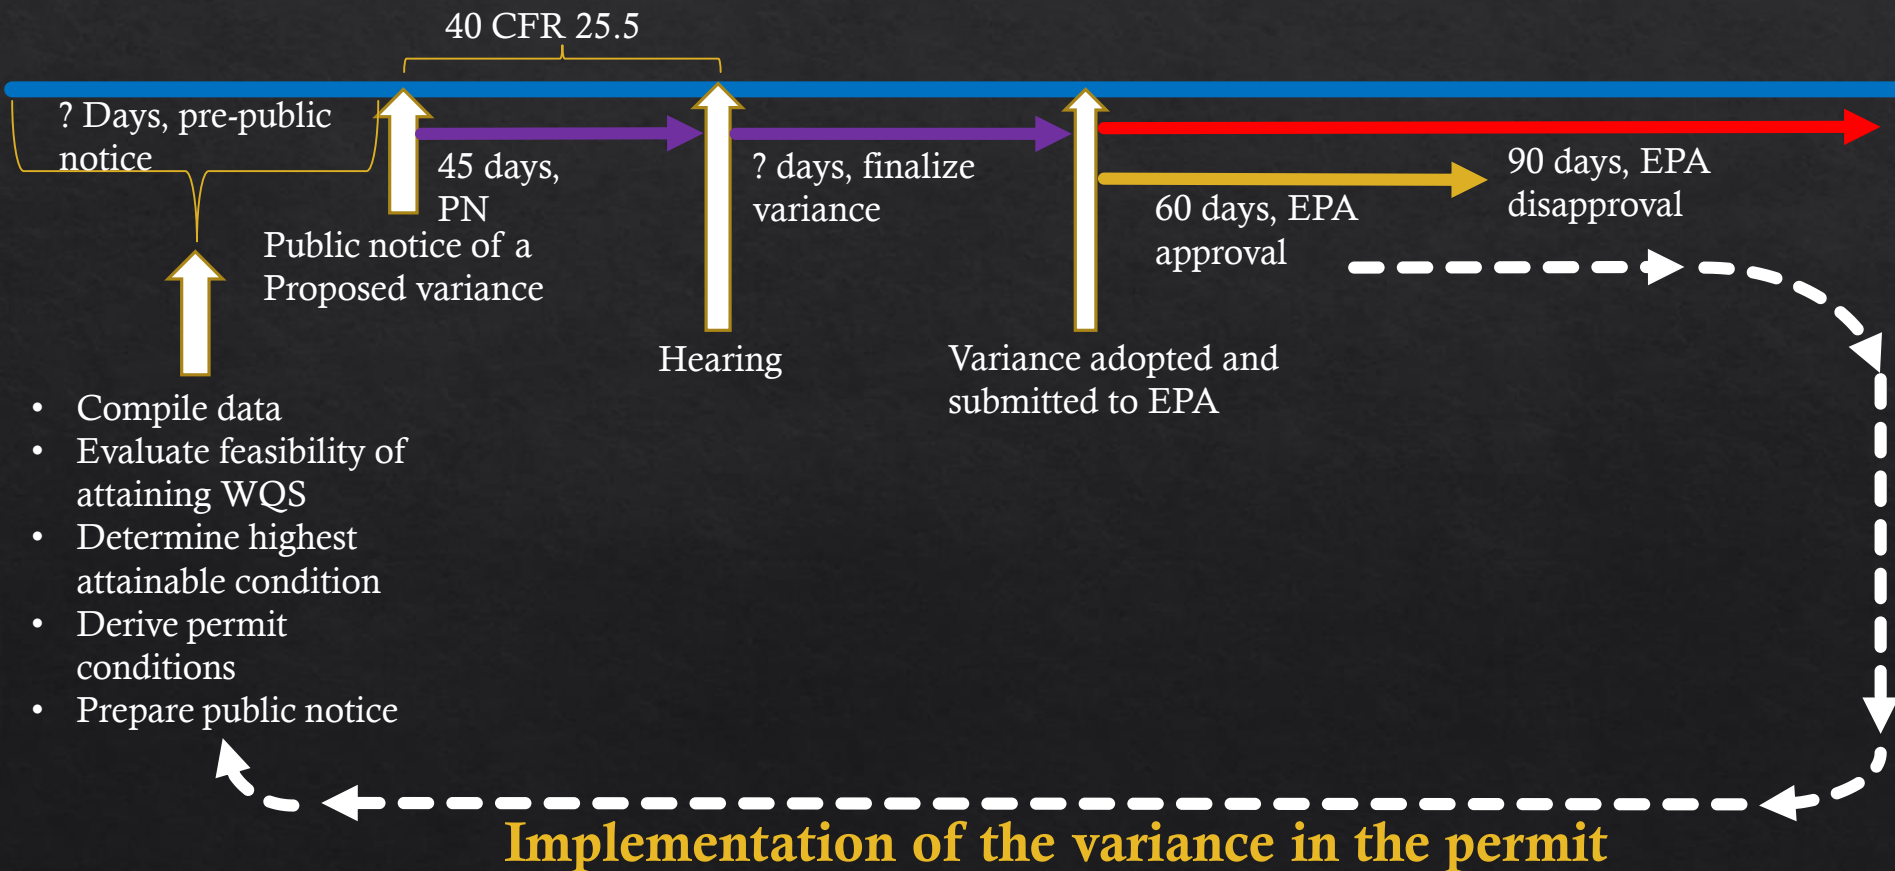 40 CFR 25.5
? Days, pre-public
notice
45 days,
PN
Public notice of a
Proposed variance
? days, finalize
variance
60 days, EPA
approval
90 days, EPA
disapproval
Hearing
Variance adopted and
submitted to EPA
• Compile data
• Evaluate feasibility of
attaining WQS
• Determine highest
attainable condition
• Derive permit
conditions
• Prepare public notice
Implementation of the variance in the permit